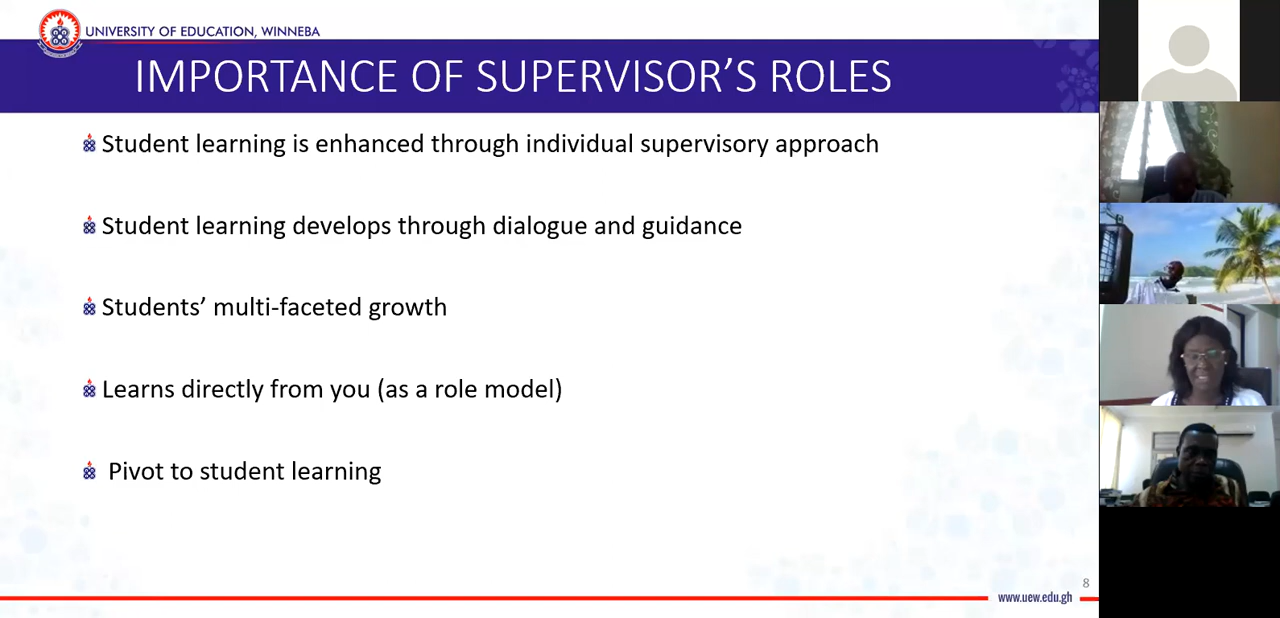 UNIVERSITY OF EDUCATION, WINNEBA
IMPORTANCE OF SUPERVISOR’S ROLES
Student learning is enhanced through individual supervisory approach
Student learning develops through dialogue and guidance
Students’ multi-faceted growth
Learns directly from you (as a role model)
Pivot to student learning
8
www.uew.edu.gh